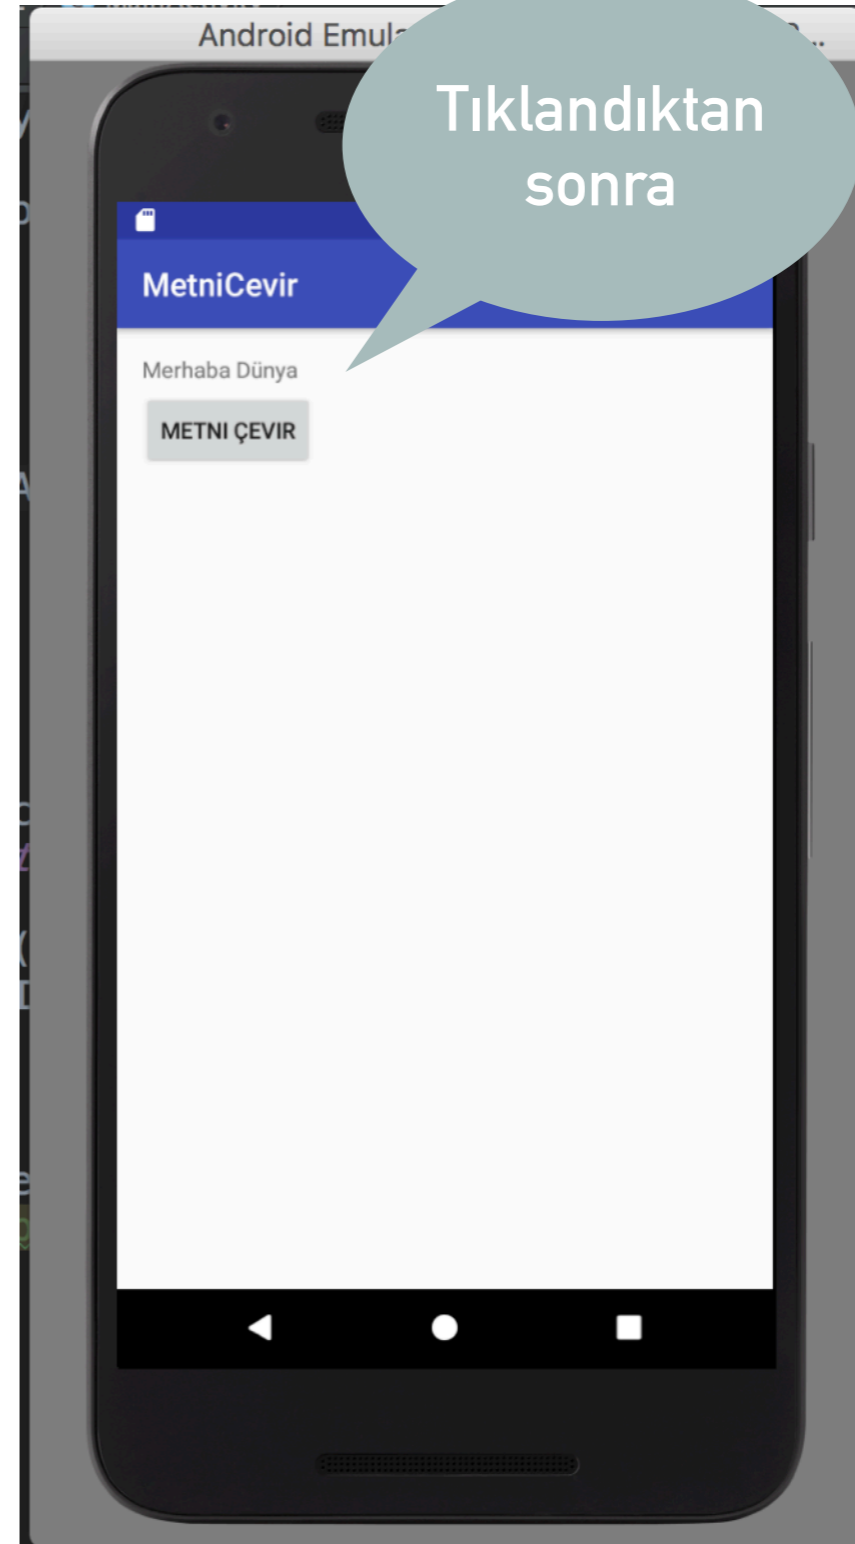 Android Emul
Tıklandıktan
sonra
MetniCevir
Merhaba Dünya
METNI ÇEVIR